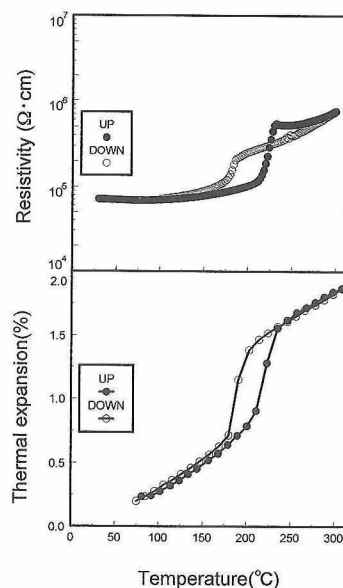 10⁷
10⁶
10⁵
10⁴
Resistivity (Ω·cm)
UP
DOWN
2.0
1.5
1.0
0.5
0.0
Thermal expansion(%)
UP
DOWN
0 50 100 150 200 250 300
Temperature(℃)